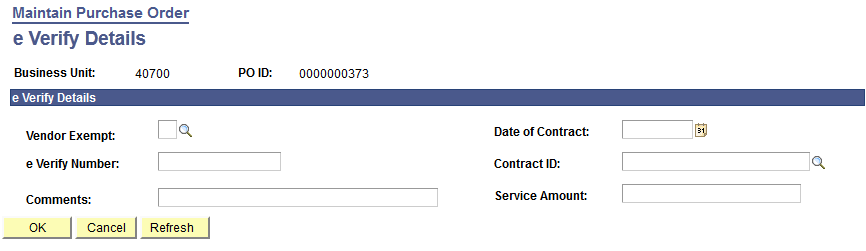 Maintain Purchase Order
e Verify Details
Business Unit: 40700 PO ID: 0000000373
e Verify Details
Vendor Exempt: Date of Contract: 31
e Verify Number: Contract ID:
Comments: Service Amount:
OK Cancel Refresh